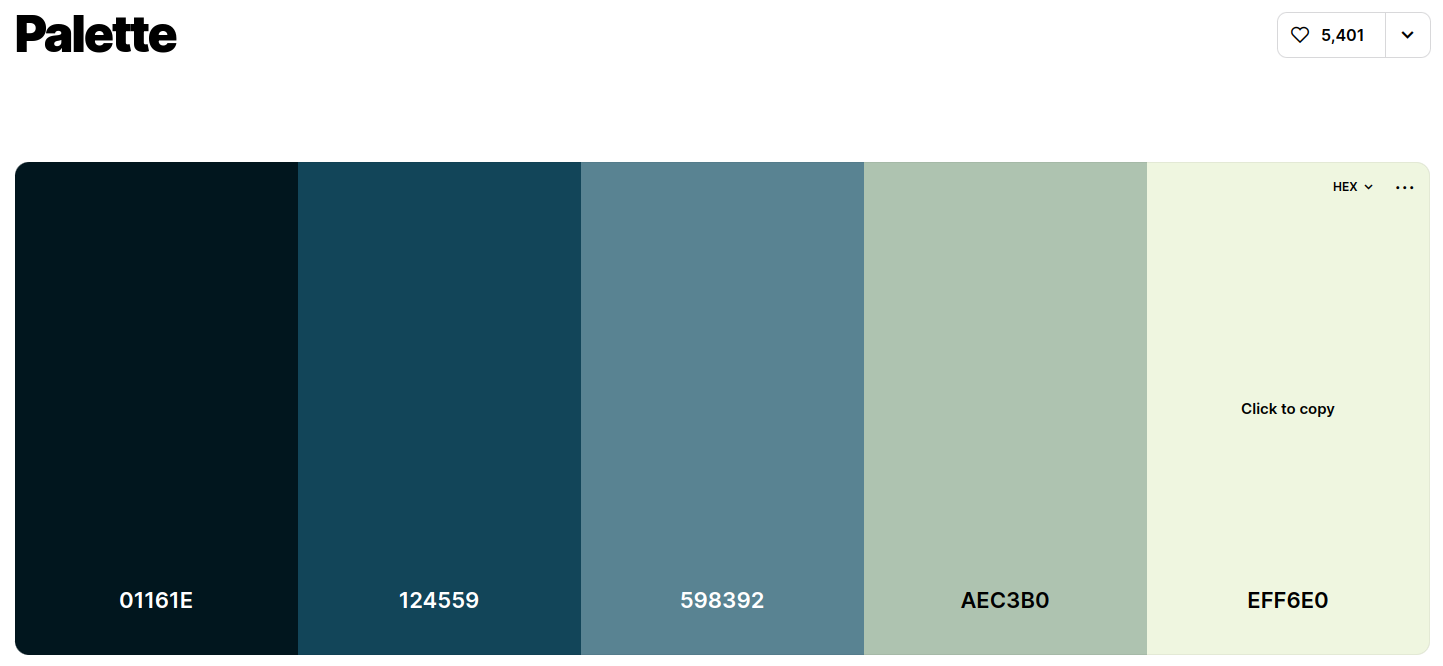 Palette
5,401
HEX
Click to copy
01161E
124559
598392
AEC3B0
EFF6E0